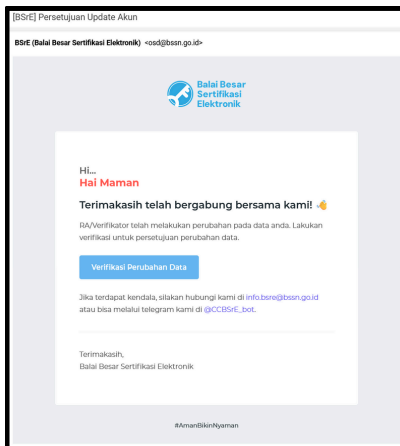 [BSrE] Persetujuan Update Akun
BSrE (Balai Besar Sertifikasi Elektronik) <osd@bssn.go.id>
Balai Besar
Sertifikasi
Elektronik
Hi...
Hai Maman
Terimakasih telah bergabung bersama kami! 👍
RA/Verifikator telah melakukan perubahan pada data anda. Lakukan
verifikasi untuk persetujuan perubahan data.
Verifikasi Perubahan Data
Jika terdapat kendala, silakan hubungi kami di info.bsre@bssn.go.id
atau bisa melalui telegram kami di @CCBSrE_bot.
Terimakasih,
Balai Besar Sertifikasi Elektronik
#AmanBikinNyaman